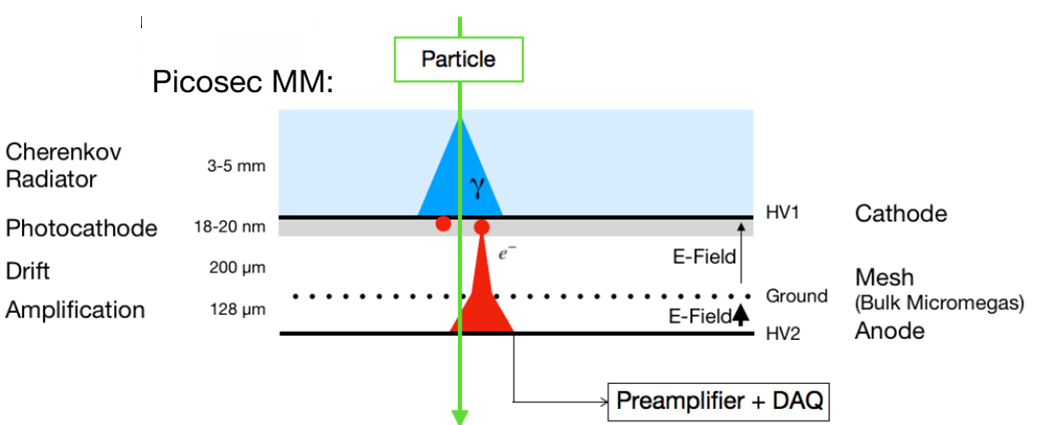 Particle
Picosec MM:
Cherenkov
Radiator
3-5 mm
γ
HV1
Cathode
Photocathode
18-20 nm
e⁻
E-Field
Drift
200 μm
Mesh
Ground
(Bulk Micromegas)
Amplification
128 μm
E-Field
HV2
Anode
Preamplifier + DAQ